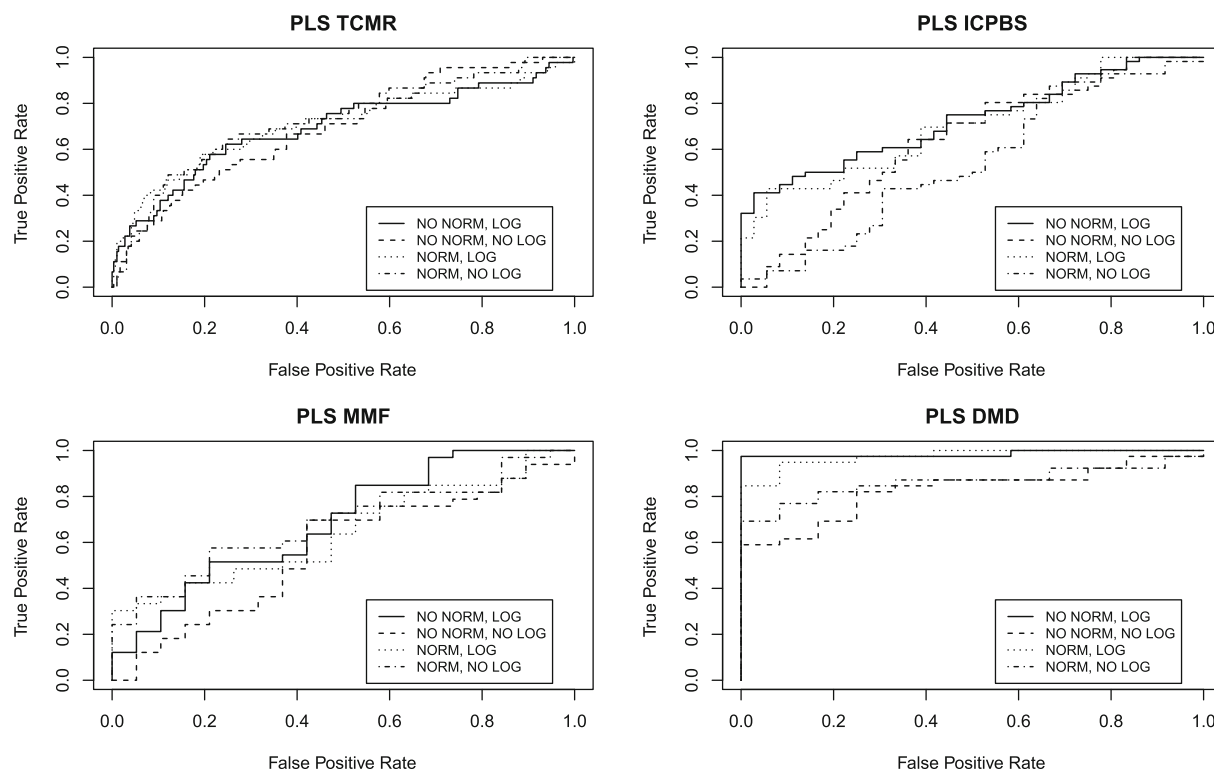 PLS TCMR
True Positive Rate
0.0 0.2 0.4 0.6 0.8 1.0
NO NORM, LOG
NO NORM, NO LOG
NORM, LOG
NORM, NO LOG
0.0 0.2 0.4 0.6 0.8 1.0
False Positive Rate
PLS ICPBS
True Positive Rate
0.0 0.2 0.4 0.6 0.8 1.0
NO NORM, LOG
NO NORM, NO LOG
NORM, LOG
NORM, NO LOG
0.0 0.2 0.4 0.6 0.8 1.0
False Positive Rate
PLS MMF
True Positive Rate
0.0 0.2 0.4 0.6 0.8 1.0
NO NORM, LOG
NO NORM, NO LOG
NORM, LOG
NORM, NO LOG
0.0 0.2 0.4 0.6 0.8 1.0
False Positive Rate
PLS DMD
True Positive Rate
0.0 0.2 0.4 0.6 0.8 1.0
NO NORM, LOG
NO NORM, NO LOG
NORM, LOG
NORM, NO LOG
0.0 0.2 0.4 0.6 0.8 1.0
False Positive Rate